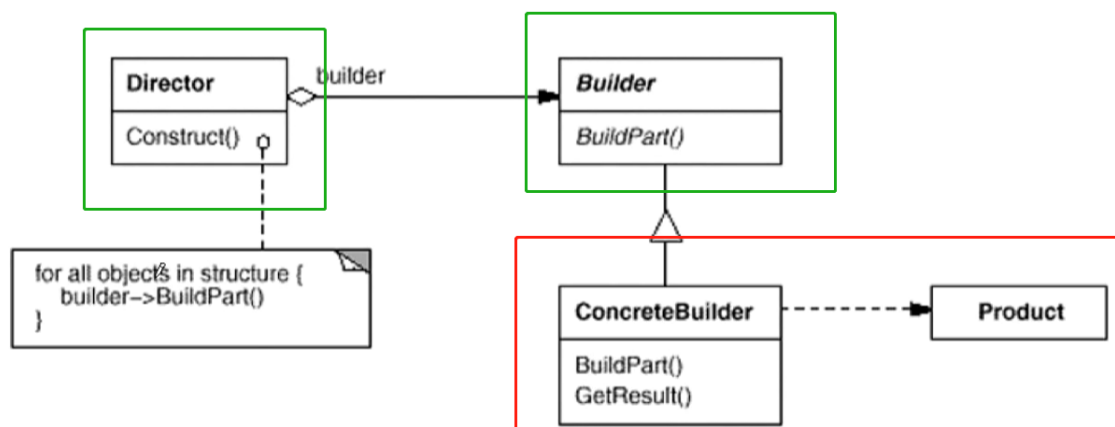 Director
Construct()
builder
Builder
BuildPart()
for all objects in structure {
builder->BuildPart()
}
ConcreteBuilder
BuildPart()
GetResult()
Product